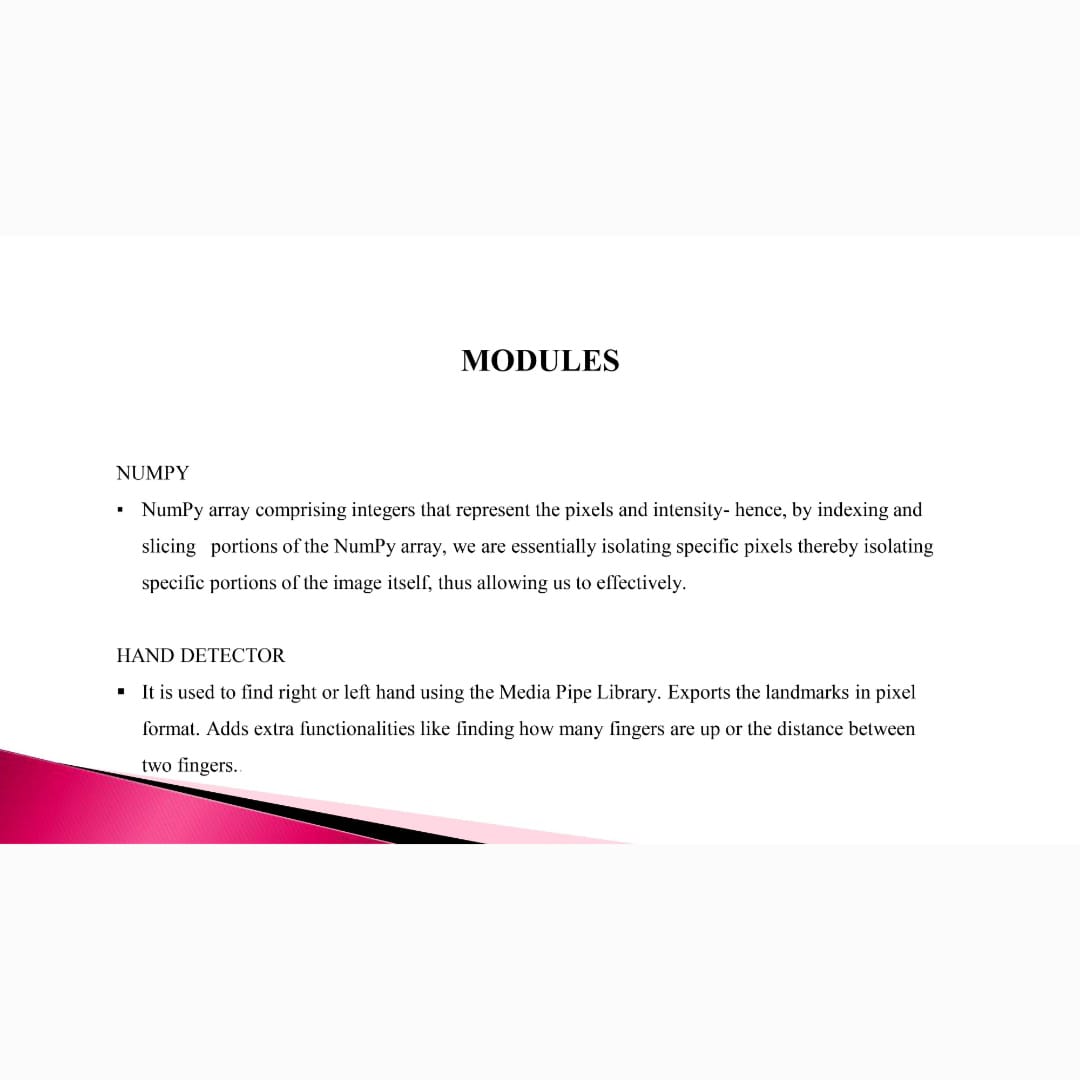 MODULES
NUMPY
▪ NumPy array comprising integers that represent the pixels and intensity- hence, by indexing and
slicing portions of the NumPy array, we are essentially isolating specific pixels thereby isolating
specific portions of the image itself, thus allowing us to effectively.
HAND DETECTOR
▪ It is used to find right or left hand using the Media Pipe Library. Exports the landmarks in pixel
format. Adds extra functionalities like finding how many fingers are up or the distance between
two fingers..